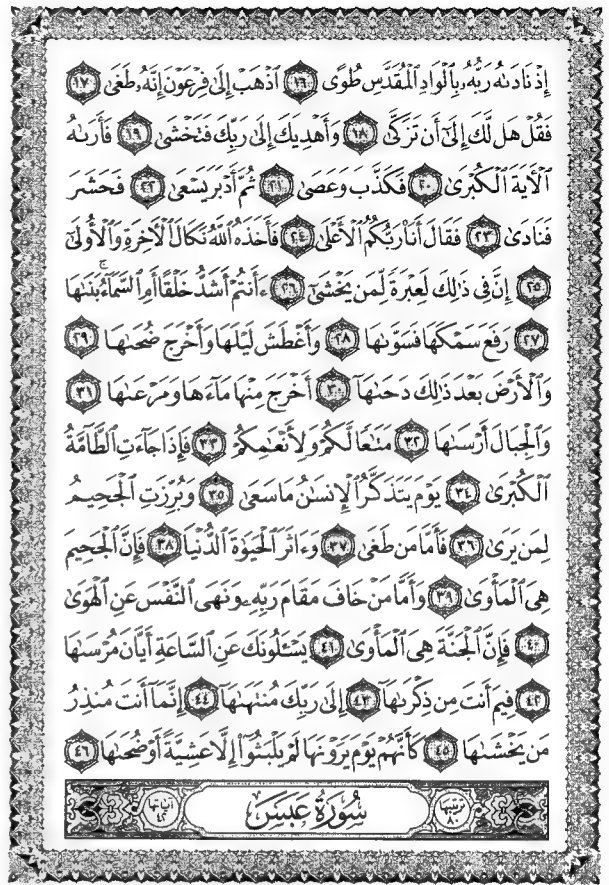 إِذْ نَادَىٰهُ رَبُّهُۥ بِٱلْوَادِ ٱلْمُقَدَّسِ طُوًى ١٦ ٱذْهَبْ إِلَىٰ فِرْعَوْنَ إِنَّهُۥ طَغَىٰ ١٧
فَقُلْ هَل لَّكَ إِلَىٰٓ أَن تَزَكَّىٰ ١٨ وَأَهْدِيَكَ إِلَىٰ رَبِّكَ فَتَخْشَىٰ ١٩ فَأَرَىٰهُ
ٱلْـَٔايَةَ ٱلْكُبْرَىٰ ٢٠ فَكَذَّبَ وَعَصَىٰ ٢١ ثُمَّ أَدْبَرَ يَسْعَىٰ ٢٢ فَحَشَرَ
فَنَادَىٰ ٢٣ فَقَالَ أَنَا۠ رَبُّكُمُ ٱلْأَعْلَىٰ ٢٤ فَأَخَذَهُ ٱللَّهُ نَكَالَ ٱلْـَٔاخِرَةِ وَٱلْأُولَىٰٓ
٢٥ إِنَّ فِى ذَٰلِكَ لَعِبْرَةً لِّمَن يَخْشَىٰٓ ٢٦ ءَأَنتُمْ أَشَدُّ خَلْقًا أَمِ ٱلسَّمَآءُ ۚ بَنَىٰهَا
٢٧ رَفَعَ سَمْكَهَا فَسَوَّىٰهَا ٢٨ وَأَغْطَشَ لَيْلَهَا وَأَخْرَجَ ضُحَىٰهَا ٢٩
وَٱلْأَرْضَ بَعْدَ ذَٰلِكَ دَحَىٰهَآ ٣٠ أَخْرَجَ مِنْهَا مَآءَهَا وَمَرْعَىٰهَا ٣١
وَٱلْجِبَالَ أَرْسَىٰهَا ٣٢ مَتَٰعًا لَّكُمْ وَلِأَنْعَٰمِكُمْ ٣٣ فَإِذَا جَآءَتِ ٱلطَّآمَّةُ
ٱلْكُبْرَىٰ ٣٤ يَوْمَ يَتَذَكَّرُ ٱلْإِنسَٰنُ مَا سَعَىٰ ٣٥ وَبُرِّزَتِ ٱلْجَحِيمُ
لِمَن يَرَىٰ ٣٦ فَأَمَّا مَن طَغَىٰ ٣٧ وَءَاثَرَ ٱلْحَيَوٰةَ ٱلدُّنْيَا ٣٨ فَإِنَّ ٱلْجَحِيمَ
هِىَ ٱلْمَأْوَىٰ ٣٩ وَأَمَّا مَنْ خَافَ مَقَامَ رَبِّهِۦ وَنَهَى ٱلنَّفْسَ عَنِ ٱلْهَوَىٰ
٤٠ فَإِنَّ ٱلْجَنَّةَ هِىَ ٱلْمَأْوَىٰ ٤١ يَسْـَٔلُونَكَ عَنِ ٱلسَّاعَةِ أَيَّانَ مُرْسَىٰهَا
٤٢ فِيمَ أَنتَ مِن ذِكْرَىٰهَآ ٤٣ إِلَىٰ رَبِّكَ مُنتَهَىٰهَآ ٤٤ إِنَّمَآ أَنتَ مُنذِرُ
مَن يَخْشَىٰهَا ٤٥ كَأَنَّهُمْ يَوْمَ يَرَوْنَهَا لَمْ يَلْبَثُوٓا۟ إِلَّا عَشِيَّةً أَوْ ضُحَىٰهَا ٤٦
ترتيبها ٨٠ سُورَةُ عَبَسَ آياتها ٤٢